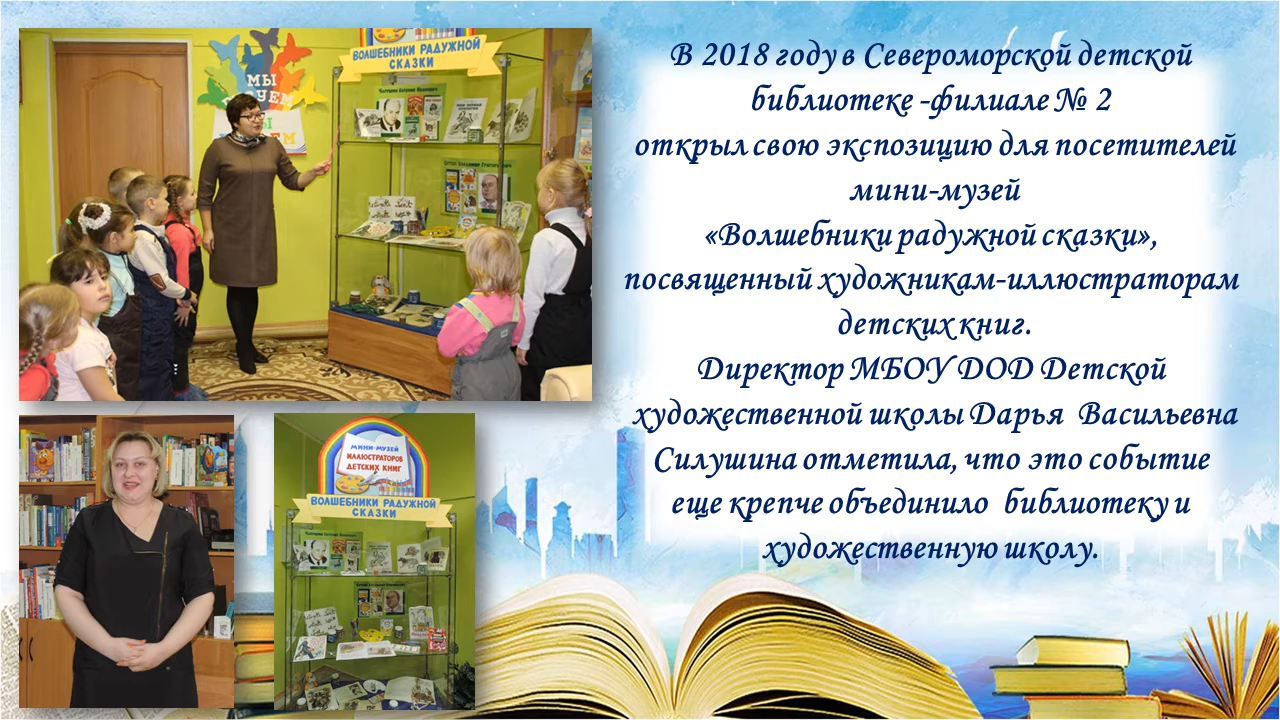 ВОЛШЕБНИКИ РАДУЖНОЙ
СКАЗКИ
МЫ
В 2018 году в Североморской детской
библиотеке -филиале № 2
открыл свою экспозицию для посетителей
мини-музей
«Волшебники радужной сказки»,
посвященный художникам-иллюстраторам
детских книг.
Директор МБОУ ДОД Детской
художественной школы Дарья Васильевна
Силушина отметила, что это событие
еще крепче объединило библиотеку и
художественную школу.
МИНИ-МУЗЕЙ
ИЛЛЮСТРАТОРОВ
ДЕТСКИХ КНИГ
ВОЛШЕБНИКИ РАДУЖНОЙ
СКАЗКИ